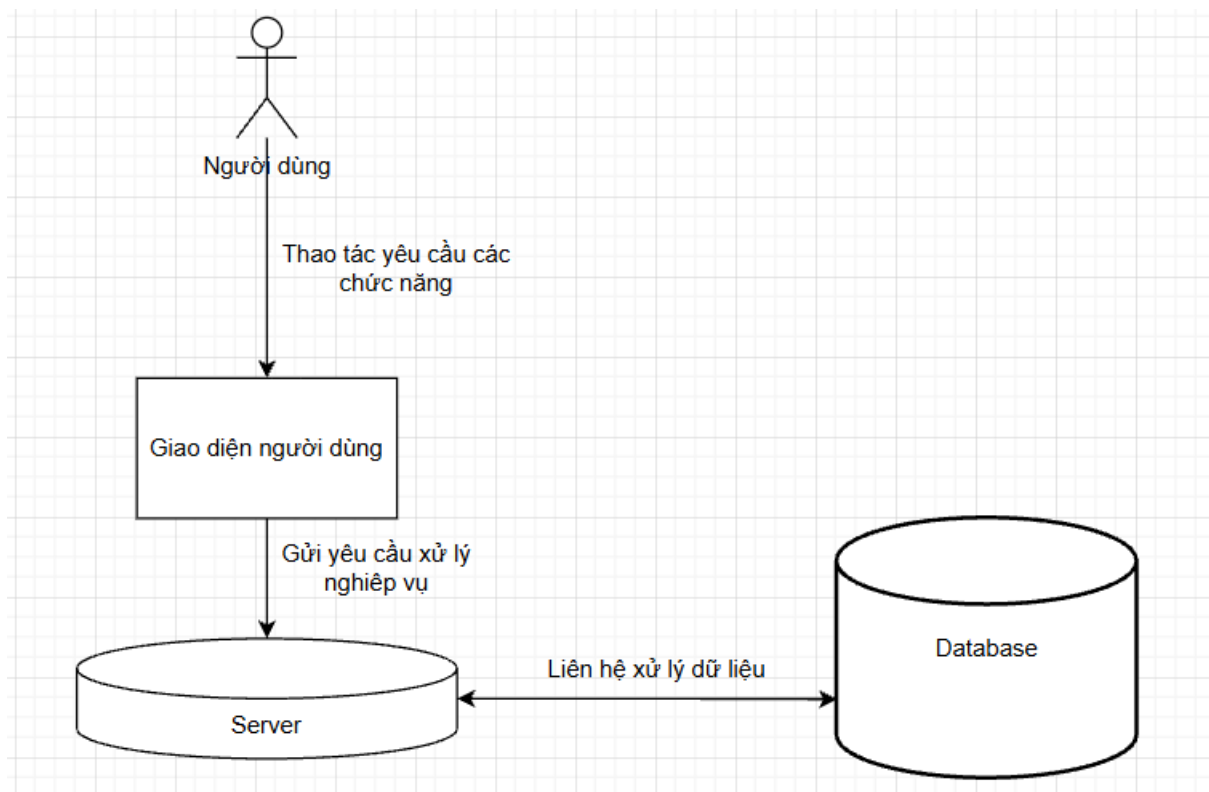 Người dùng
Thao tác yêu cầu các
chức năng
Giao diện người dùng
Gửi yêu cầu xử lý
nghiêp vụ
Liên hệ xử lý dữ liệu
Server
Database